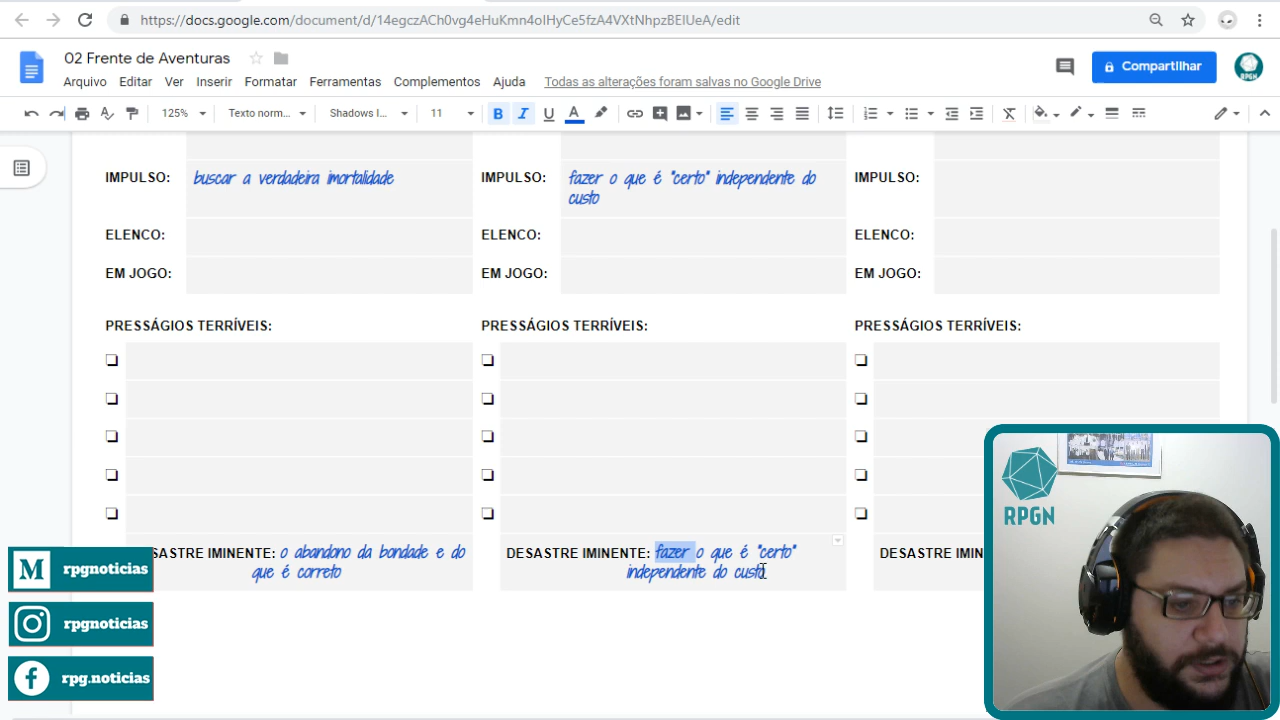 https://docs.google.com/document/d/14egczACh0vg4eHuKmn4oIHyCe5fzA4VXtNhpzBEIUeA/edit
02 Frente de Aventuras
Arquivo Editar Ver Inserir Formatar Ferramentas Complementos Ajuda Todas as alterações foram salvas no Google Drive
Compartilhar
RPGN
125% Texto norm... Shadows I... 11 B I U A
IMPULSO: buscar a verdadeira imortalidade IMPULSO: fazer o que é "certo" independente do IMPULSO:
custo
ELENCO: ELENCO: ELENCO:
EM JOGO: EM JOGO: EM JOGO:
PRESSÁGIOS TERRÍVEIS: PRESSÁGIOS TERRÍVEIS: PRESSÁGIOS TERRÍVEIS:
SASTRE IMINENTE: o abandono da bondade e do DESASTRE IMINENTE: fazer o que é "certo" DESASTRE IMIN
que é correto independente do custo
M rpgnoticias
rpgnoticias
f rpg.noticias
RPGN